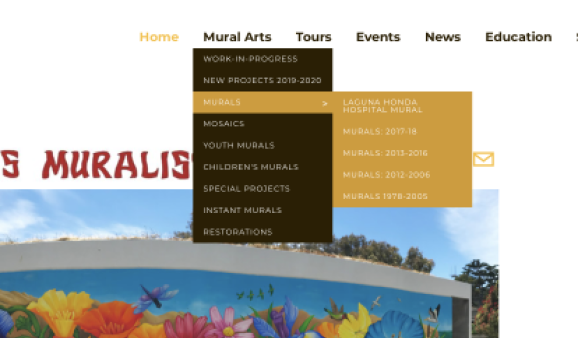 Home Mural Arts Tours Events News Education S
WORK-IN-PROGRESS
NEW PROJECTS 2019-2020
MURALS >
MOSAICS
YOUTH MURALS
CHILDREN'S MURALS
SPECIAL PROJECTS
INSTANT MURALS
RESTORATIONS
LAGUNA HONDA
HOSPITAL MURAL
MURALS: 2017-18
MURALS: 2013-2016
MURALS: 2012-2006
MURALS 1978-2005
S MURALIS